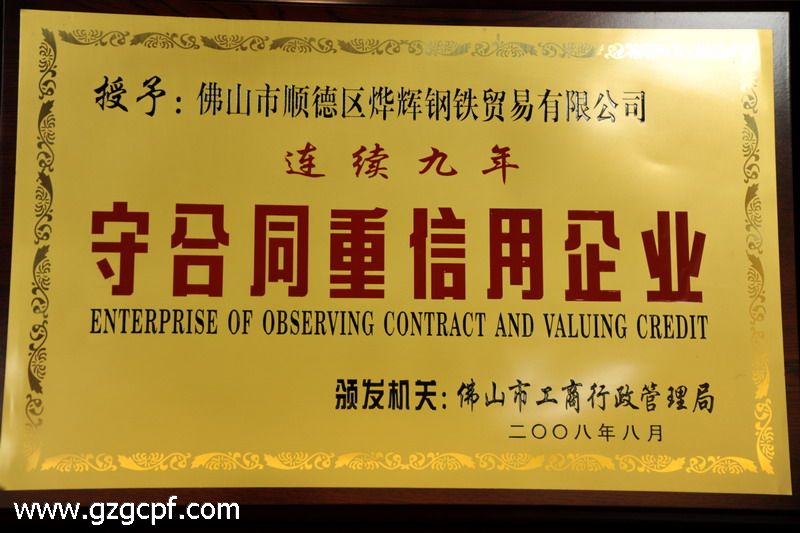 授予：佛山市顺德区烨辉钢铁贸易有限公司
连续九年
守合同重信用企业
ENTERPRISE OF OBSERVING CONTRACT AND VALUING CREDIT
颁发机关：佛山市工商行政管理局
二〇〇八年八月
www.gzgcpf.com